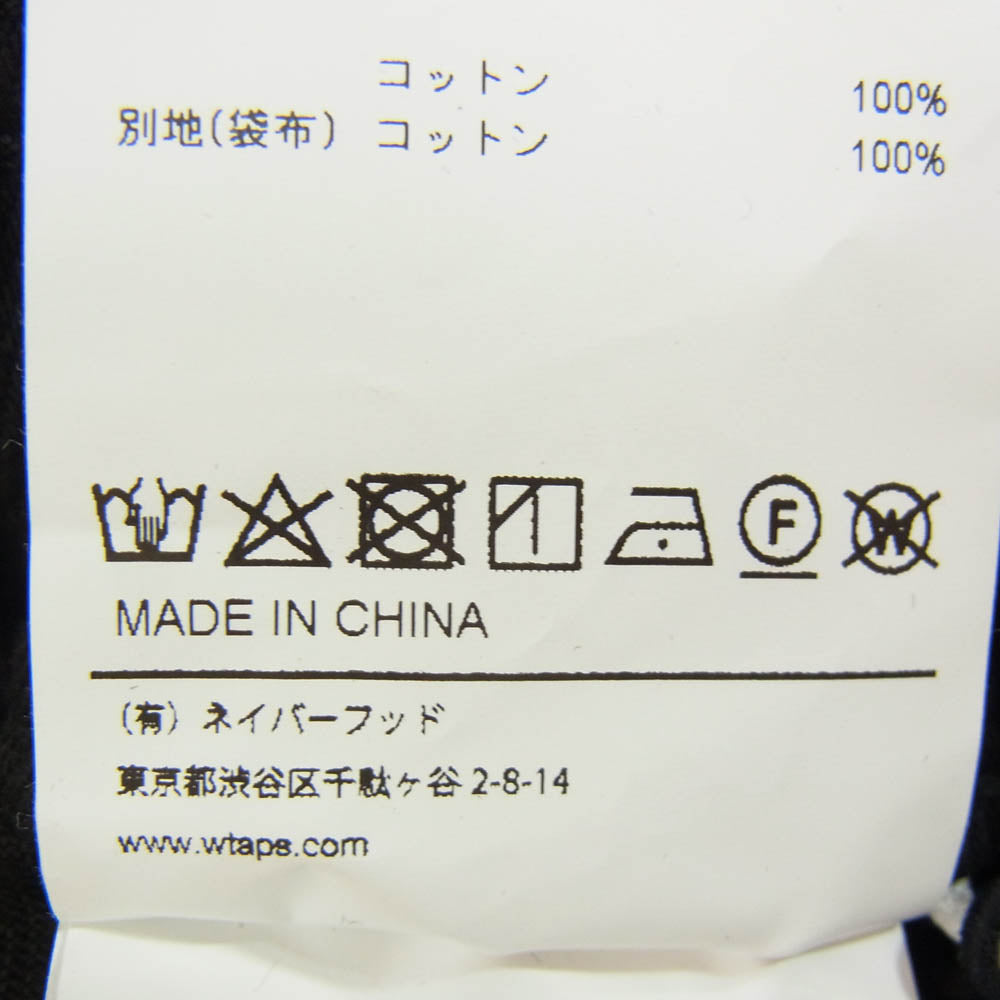 コットン 100%
別地(袋布) コットン 100%
F W
MADE IN CHINA
(有) ネイバーフッド
東京都渋谷区千駄ヶ谷 2-8-14
www.wtaps.com